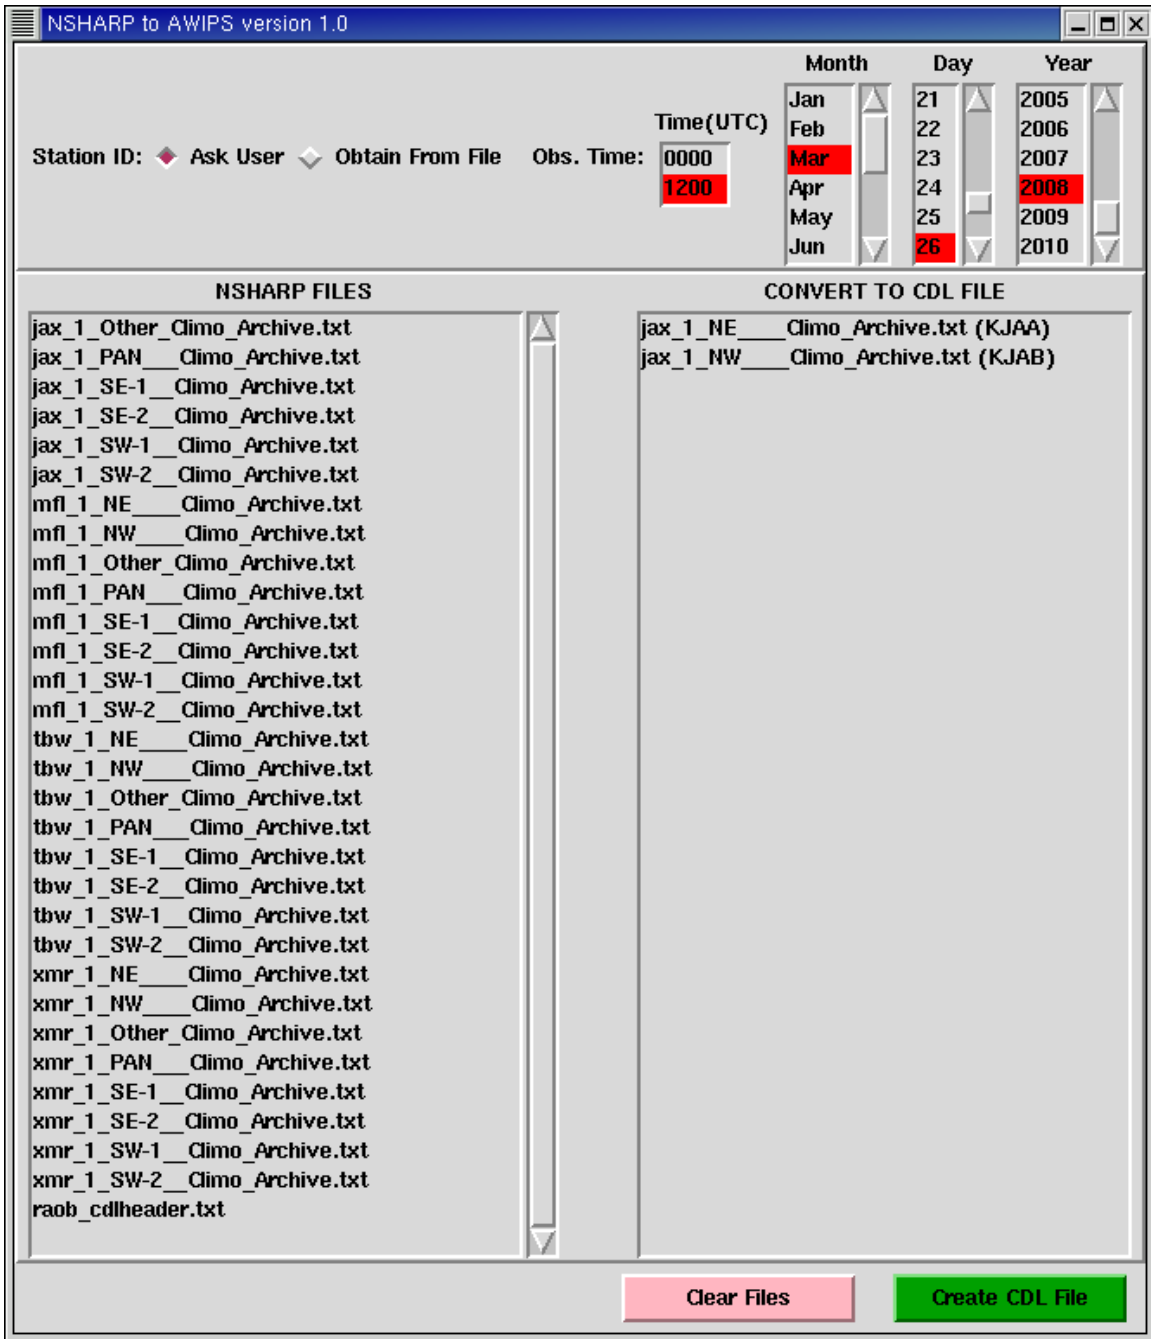 NSHARP to AWIPS version 1.0
Month Day Year
Time(UTC)
Station ID: Ask User Obtain From File Obs. Time:
0000
1200
Jan
Feb
Mar
Apr
May
Jun
21
22
23
24
25
26
2005
2006
2007
2008
2009
2010
NSHARP FILES
jax_1_Other_Climo_Archive.txt
jax_1_PAN___Climo_Archive.txt
jax_1_SE-1__Climo_Archive.txt
jax_1_SE-2__Climo_Archive.txt
jax_1_SW-1__Climo_Archive.txt
jax_1_SW-2__Climo_Archive.txt
mfl_1_NE____Climo_Archive.txt
mfl_1_NW____Climo_Archive.txt
mfl_1_Other_Climo_Archive.txt
mfl_1_PAN___Climo_Archive.txt
mfl_1_SE-1__Climo_Archive.txt
mfl_1_SE-2__Climo_Archive.txt
mfl_1_SW-1__Climo_Archive.txt
mfl_1_SW-2__Climo_Archive.txt
tbw_1_NE____Climo_Archive.txt
tbw_1_NW____Climo_Archive.txt
tbw_1_Other_Climo_Archive.txt
tbw_1_PAN___Climo_Archive.txt
tbw_1_SE-1__Climo_Archive.txt
tbw_1_SE-2__Climo_Archive.txt
tbw_1_SW-1__Climo_Archive.txt
tbw_1_SW-2__Climo_Archive.txt
xmr_1_NE____Climo_Archive.txt
xmr_1_NW____Climo_Archive.txt
xmr_1_Other_Climo_Archive.txt
xmr_1_PAN___Climo_Archive.txt
xmr_1_SE-1__Climo_Archive.txt
xmr_1_SE-2__Climo_Archive.txt
xmr_1_SW-1__Climo_Archive.txt
xmr_1_SW-2__Climo_Archive.txt
raob_cdlheader.txt
CONVERT TO CDL FILE
jax_1_NE____Climo_Archive.txt (KJAA)
jax_1_NW____Climo_Archive.txt (KJAB)
Clear Files
Create CDL File